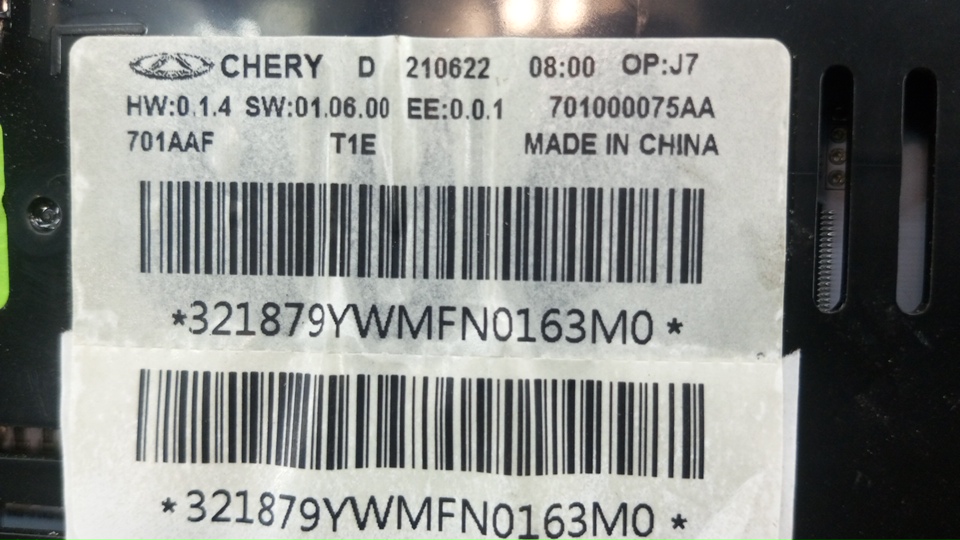 CHERY D 210622 08:00 OP:J7
HW:0.1.4 SW:01.06.00 EE:0.0.1 701000075AA
701AAF T1E MADE IN CHINA
*321879YWMFN0163M0 *
*321879YWMFN0163M0 *